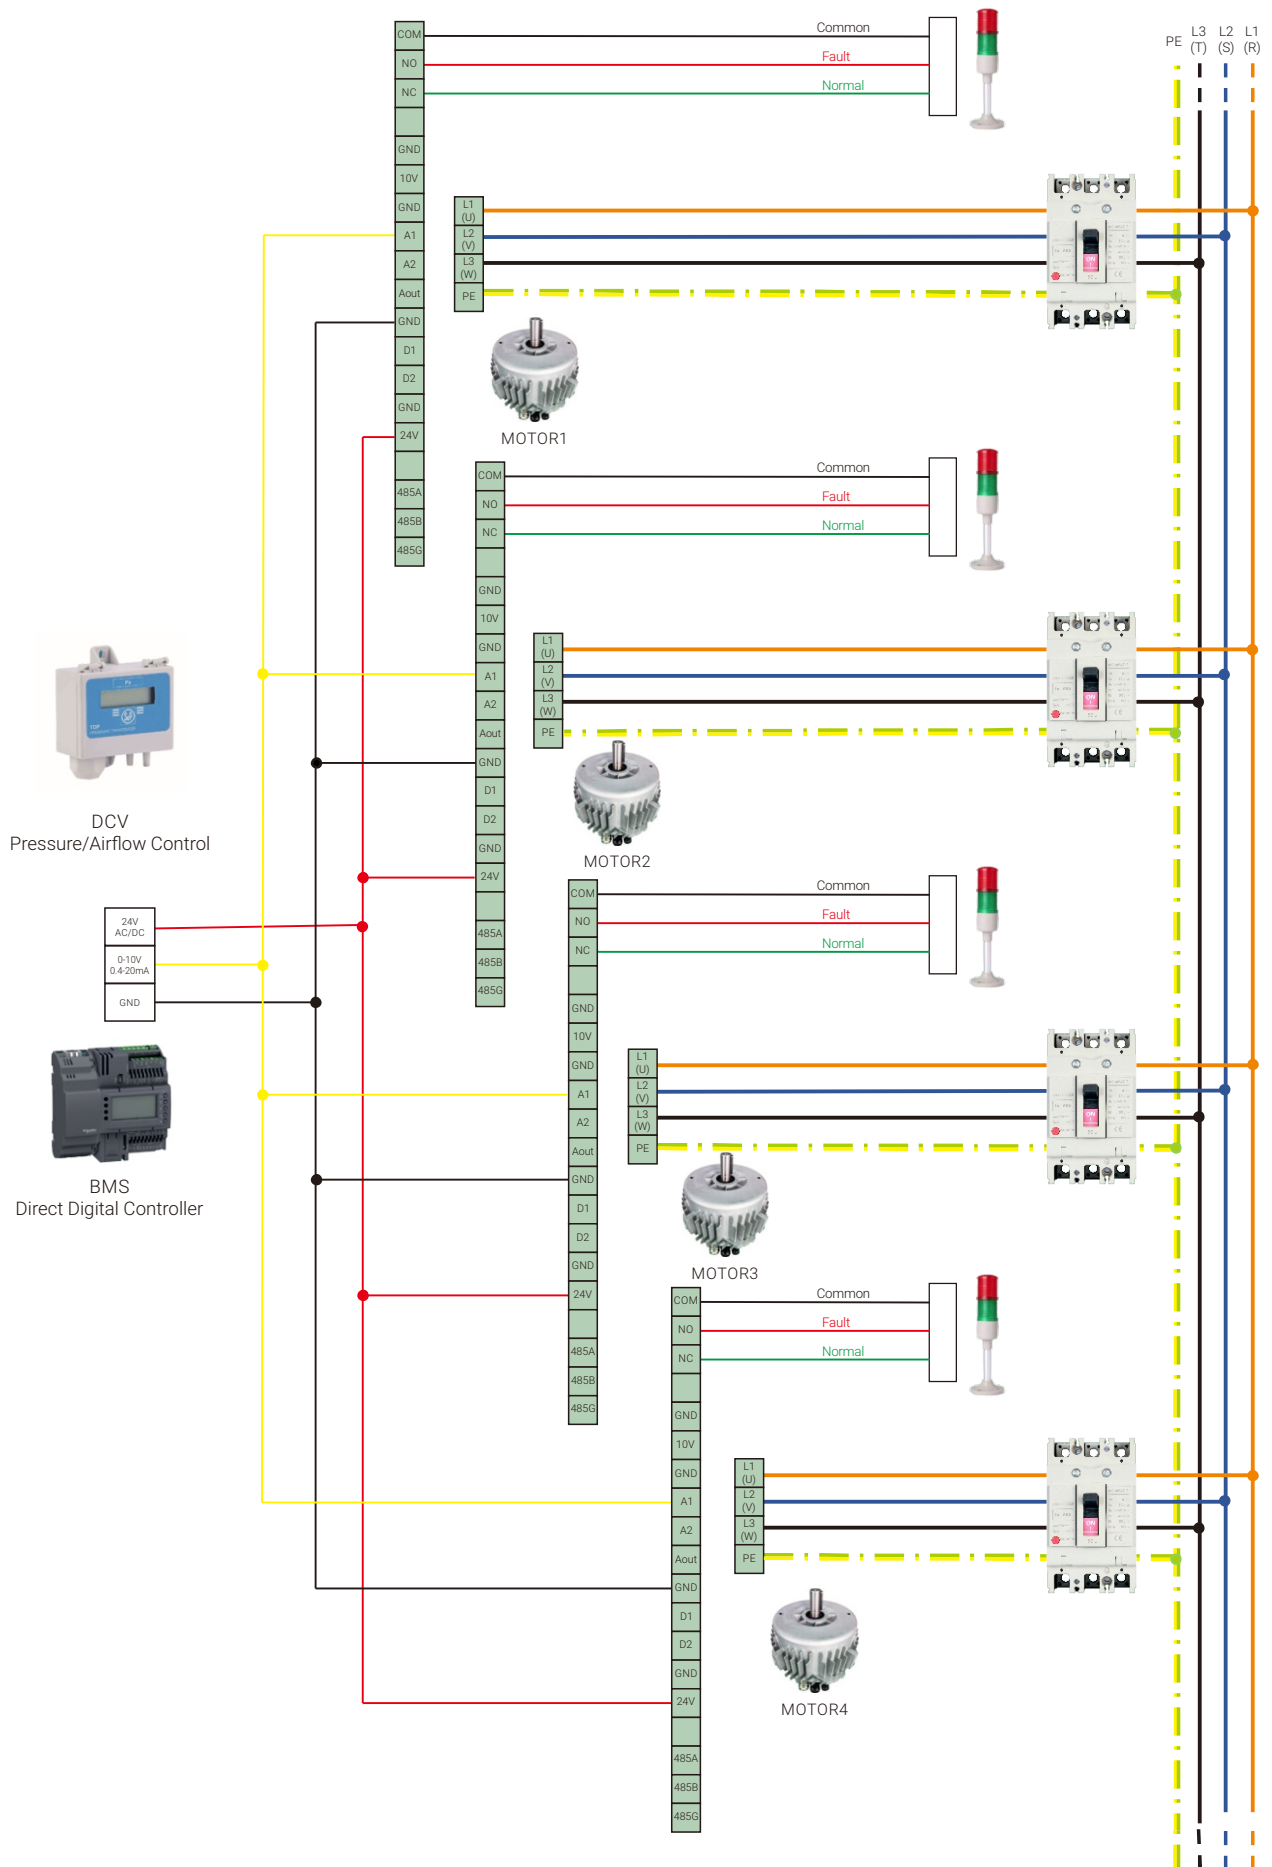 PE
L3
(T)
L2
(S)
L1
(R)
COM
NO
NC
GND
10V
GND
A1
A2
Aout
GND
D1
D2
GND
24V
485A
485B
485G
Common
Fault
Normal
L1
(U)
L2
(V)
L3
(W)
PE
ON
MOTOR1
COM
NO
NC
GND
10V
GND
A1
A2
Aout
GND
D1
D2
GND
24V
485A
485B
485G
Common
Fault
Normal
L1
(U)
L2
(V)
L3
(W)
PE
ON
MOTOR2
TDP
DCV
Pressure/Airflow Control
24V
AC/DC
0-10V
0.4-20mA
GND
BMS
Direct Digital Controller
COM
NO
NC
GND
10V
GND
A1
A2
Aout
GND
D1
D2
GND
24V
485A
485B
485G
Common
Fault
Normal
L1
(U)
L2
(V)
L3
(W)
PE
ON
MOTOR3
COM
NO
NC
GND
10V
GND
A1
A2
Aout
GND
D1
D2
GND
24V
485A
485B
485G
Common
Fault
Normal
L1
(U)
L2
(V)
L3
(W)
PE
ON
MOTOR4